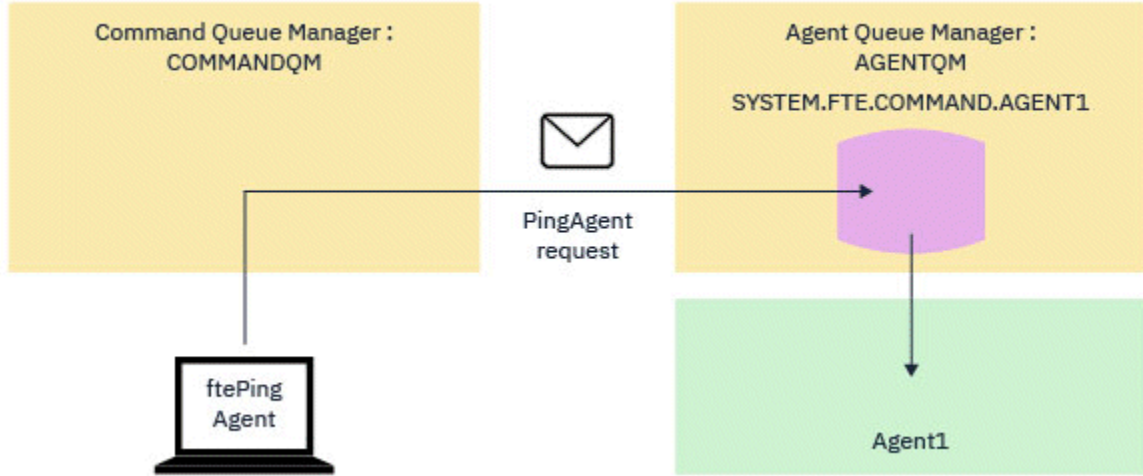 Command Queue Manager :
COMMANDQM
Agent Queue Manager :
AGENTQM
SYSTEM.FTE.COMMAND.AGENT1
PingAgent
request
ftePing
Agent
Agent1